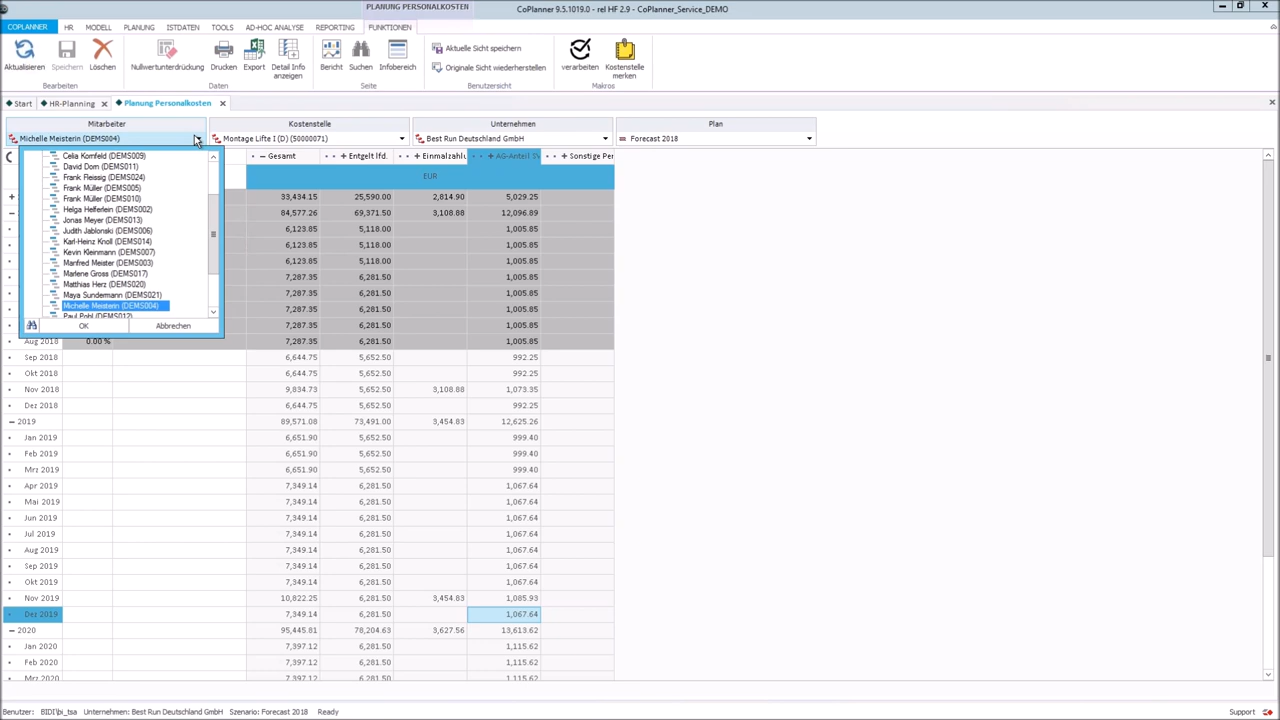 PLANUNG PERSONALKOSTEN
CoPlanner 9.5.1019.0 - rel HF 2.9 - CoPlanner_Service_DEMO
COPLANNER HR MODELL PLANUNG ISTDATEN TOOLS AD-HOC ANALYSE REPORTING FUNKTIONEN
Aktualisieren Speichern Löschen Nullwertunterdrückung Drucken Export Detail Info anzeigen Bericht Suchen Infobereich
Aktuelle Sicht speichern
Originale Sicht wiederherstellen
verarbeiten Kostenstelle merken
Bearbeiten Daten Seite Benutzersicht Makros
Start HR-Planning Planung Personalkosten
Mitarbeiter Kostenstelle Unternehmen Plan
Michelle Meisterin (DEMS004) Montage Lifte I (D) (50000071) Best Run Deutschland GmbH Forecast 2018
Celia Kornfeld (DEMS009)
David Dom (DEMS011)
Frank Fleissig (DEMS024)
Frank Müller (DEMS005)
Frank Müller (DEMS010)
Helga Helferlein (DEMS002)
Jonas Meyer (DEMS013)
Judith Jablonski (DEMS006)
Karl-Heinz Knoll (DEMS014)
Kevin Kleinmann (DEMS007)
Manfred Meister (DEMS003)
Marlene Gross (DEMS017)
Matthias Herz (DEMS020)
Maya Sundermann (DEMS021)
Michelle Meisterin (DEMS004)
Paul Pohl (DEMS012)
OK Abbrechen
Gesamt + Entgelt lfd. + Einmalzahlu + AG-Anteil SV + Sonstige Per
EUR
33,434.15 25,590.00 2,814.90 5,029.25
84,577.26 69,371.50 3,108.88 12,096.89
6,123.85 5,118.00 1,005.85
6,123.85 5,118.00 1,005.85
6,123.85 5,118.00 1,005.85
7,287.35 6,281.50 1,005.85
7,287.35 6,281.50 1,005.85
7,287.35 6,281.50 1,005.85
7,287.35 6,281.50 1,005.85
Aug 2018 0.00 % 7,287.35 6,281.50 1,005.85
Sep 2018 6,644.75 5,652.50 992.25
Okt 2018 6,644.75 5,652.50 992.25
Nov 2018 9,834.73 5,652.50 3,108.88 1,073.35
Dez 2018 6,644.75 5,652.50 992.25
− 2019 89,571.08 73,491.00 3,454.83 12,625.26
Jan 2019 6,651.90 5,652.50 999.40
Feb 2019 6,651.90 5,652.50 999.40
Mrz 2019 6,651.90 5,652.50 999.40
Apr 2019 7,349.14 6,281.50 1,067.64
Mai 2019 7,349.14 6,281.50 1,067.64
Jun 2019 7,349.14 6,281.50 1,067.64
Jul 2019 7,349.14 6,281.50 1,067.64
Aug 2019 7,349.14 6,281.50 1,067.64
Sep 2019 7,349.14 6,281.50 1,067.64
Okt 2019 7,349.14 6,281.50 1,067.64
Nov 2019 10,822.25 6,281.50 3,454.83 1,085.93
Dez 2019 7,349.14 6,281.50 1,067.64
− 2020 95,445.81 78,204.63 3,627.56 13,613.62
Jan 2020 7,397.12 6,281.50 1,115.62
Feb 2020 7,397.12 6,281.50 1,115.62
Mrz 2020 7,397.12 6,281.50 1,115.62
Benutzer: BIDI\bi_tsa Unternehmen: Best Run Deutschland GmbH Szenario: Forecast 2018 Ready Support